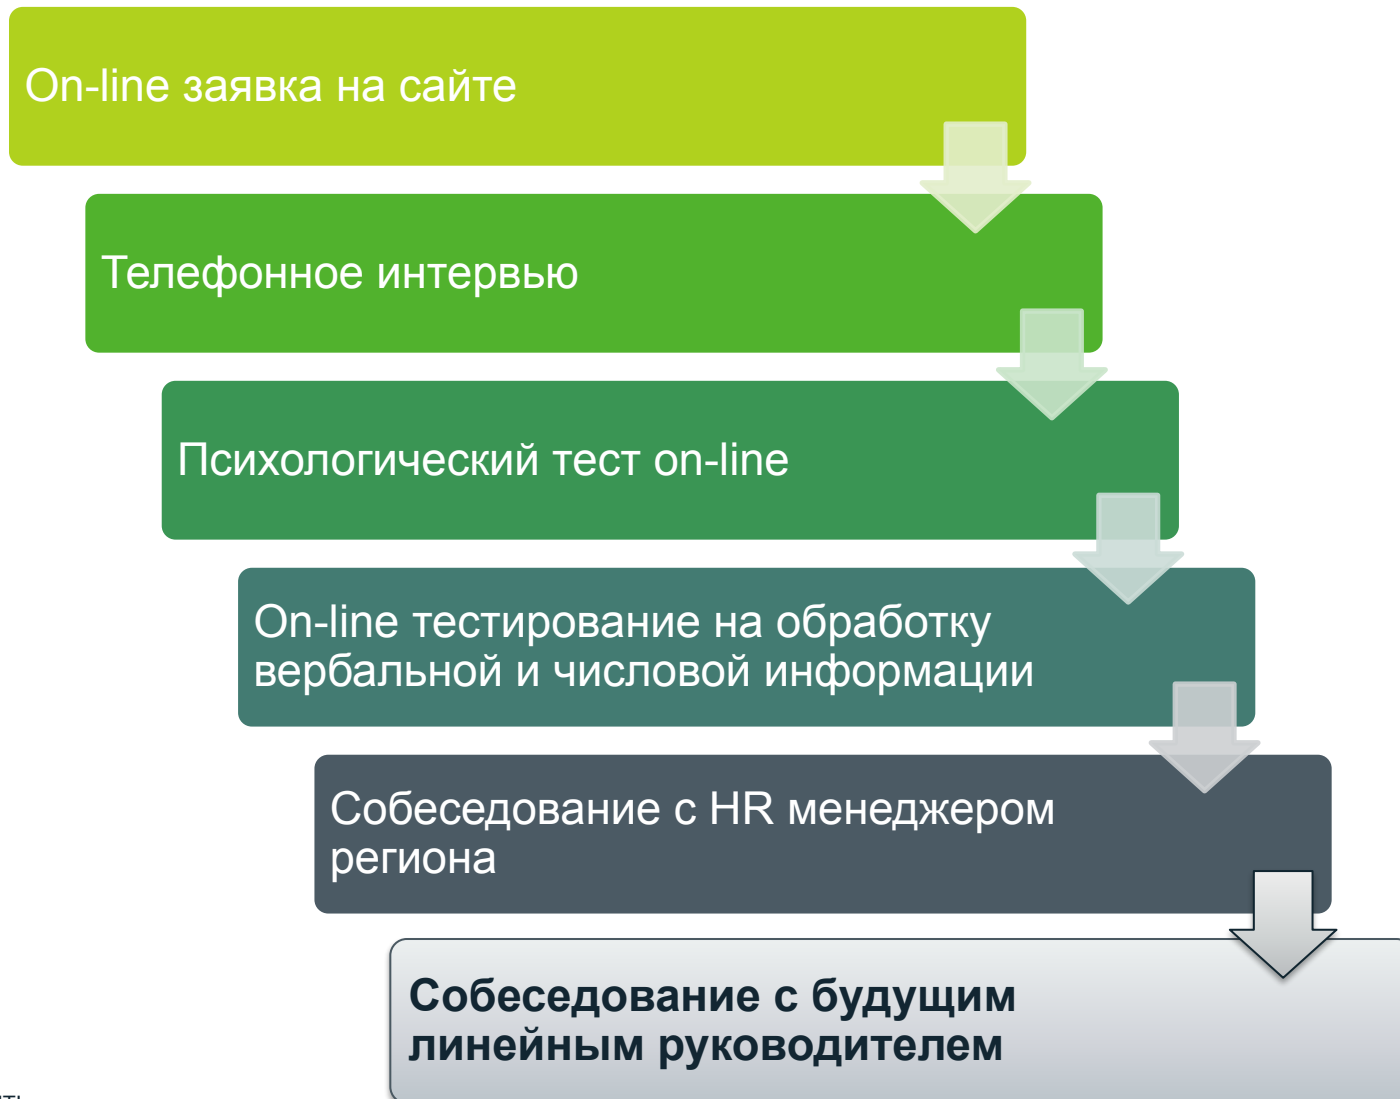 On-line заявка на сайте
Телефонное интервью
Психологический тест on-line
On-line тестирование на обработку
вербальной и числовой информации
Собеседование с HR менеджером
региона
Собеседование с будущим
линейным руководителем